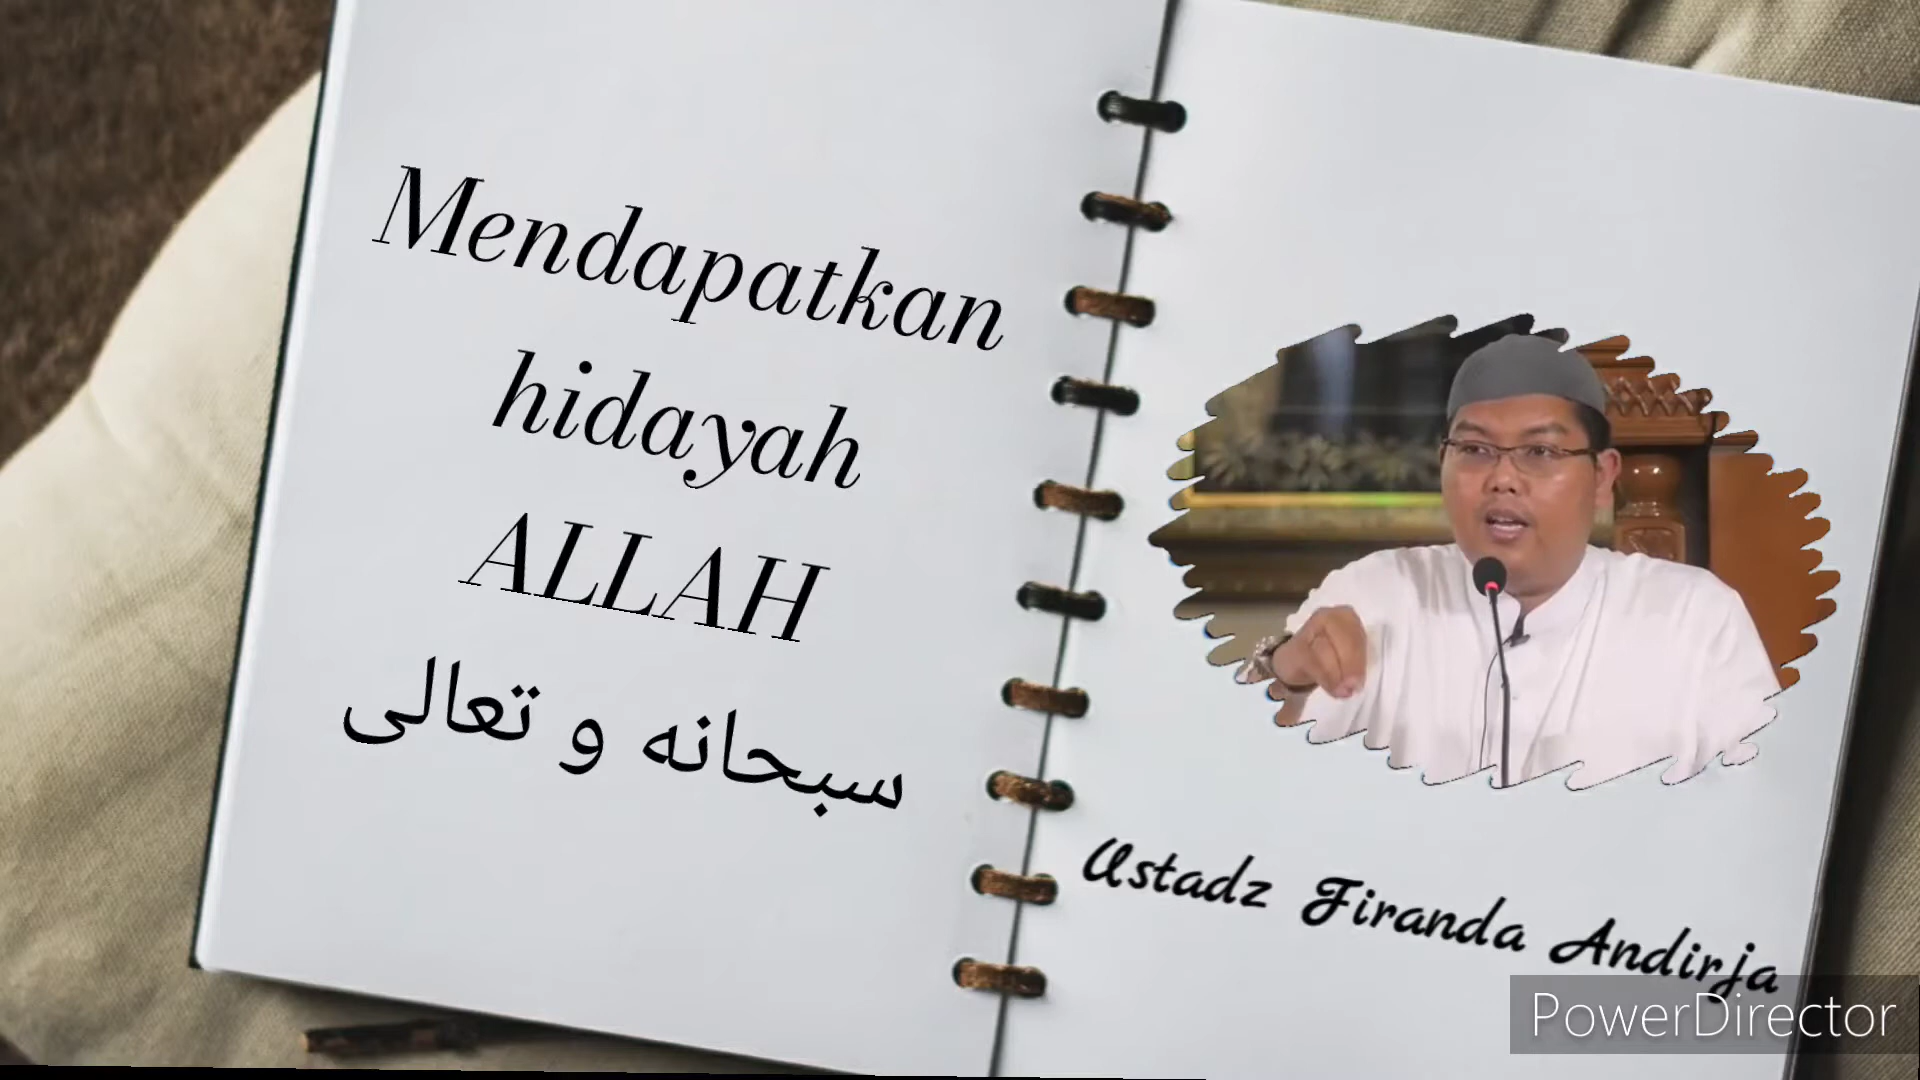 Mendapatkan
hidayah
ALLAH
سبحانه و تعالى
Ustadz Firanda Andirja
PowerDirector